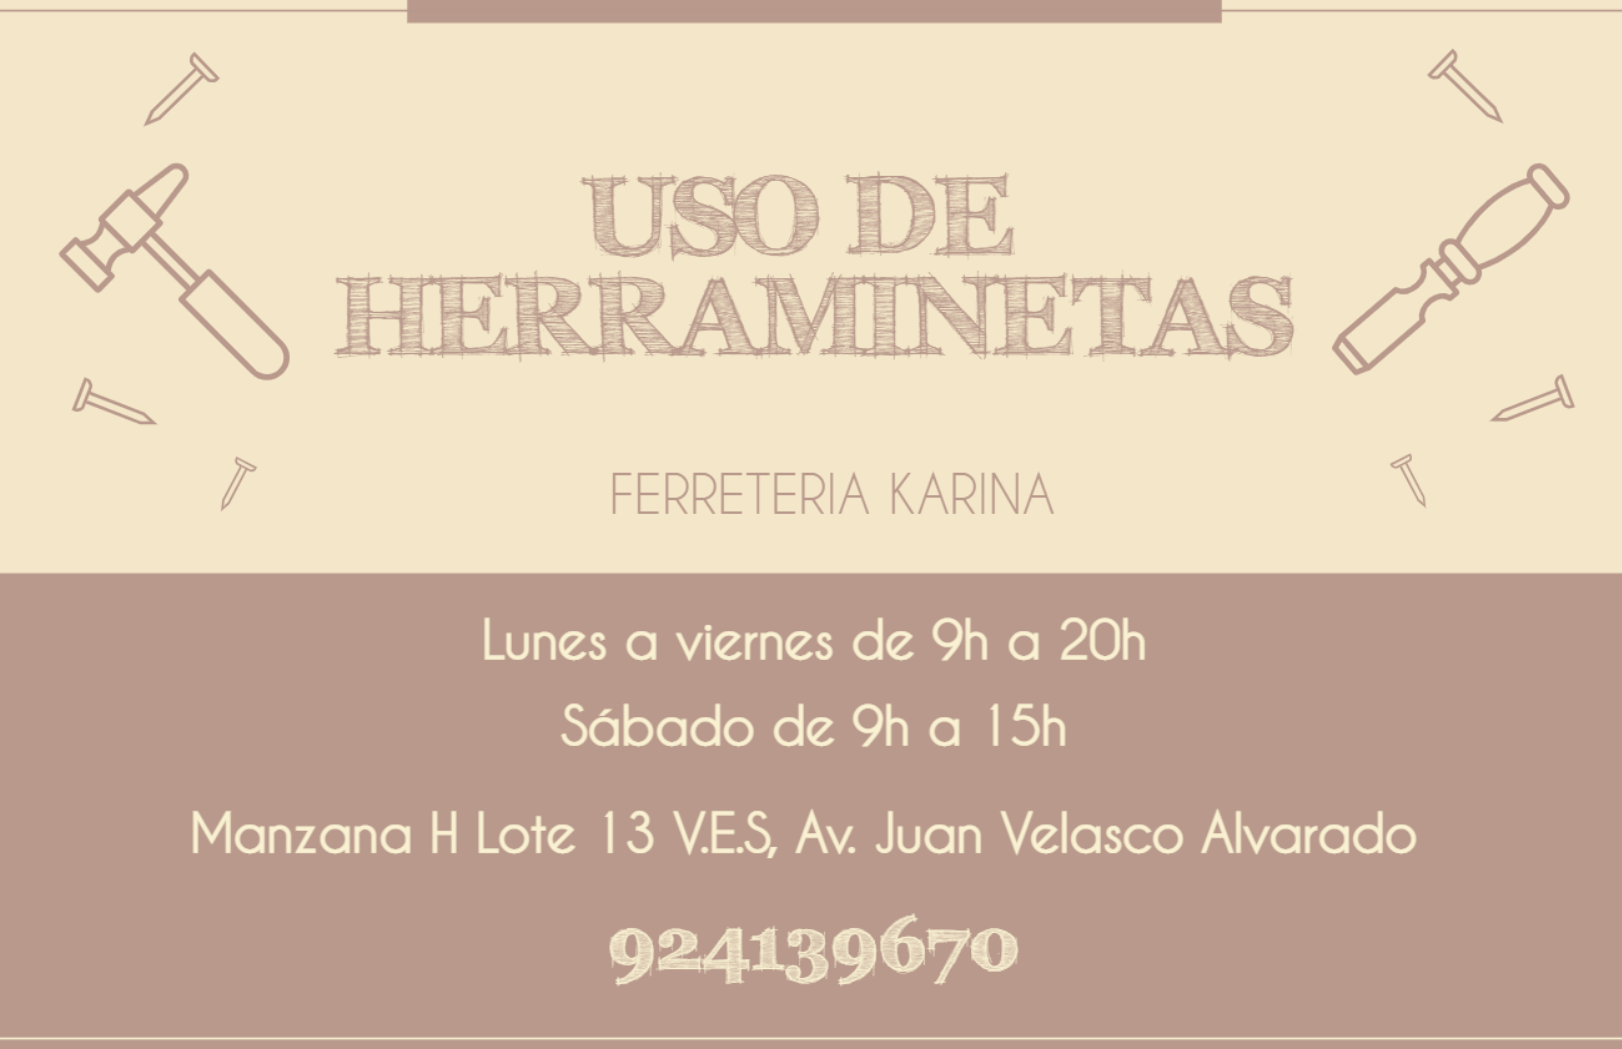 USO DE
HERRAMINETAS
FERRETERIA KARINA
Lunes a viernes de 9h a 20h
Sábado de 9h a 15h
Manzana H Lote 13 V.E.S, Av. Juan Velasco Alvarado
924139670